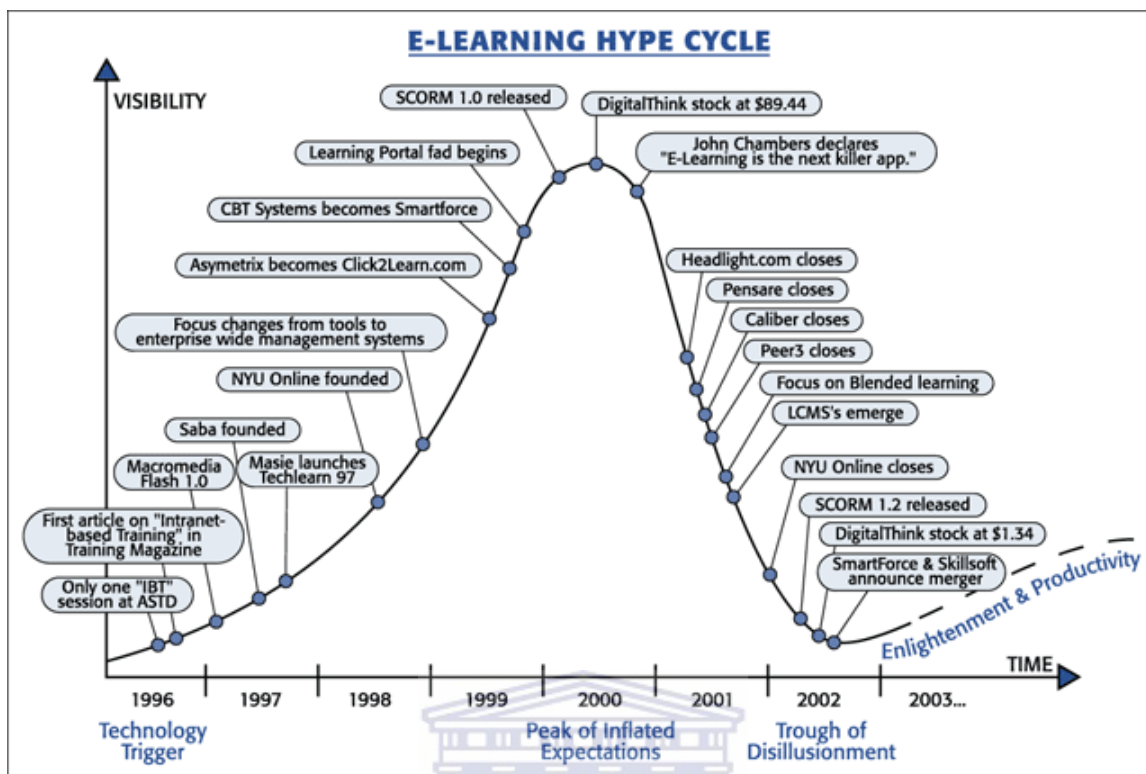 E-LEARNING HYPE CYCLE
VISIBILITY
SCORM 1.0 released
DigitalThink stock at $89.44
John Chambers declares
"E-Learning is the next killer app."
Learning Portal fad begins
CBT Systems becomes Smartforce
Asymetrix becomes Click2Learn.com
Focus changes from tools to
enterprise wide management systems
NYU Online founded
Saba founded
Masie launches
Techlearn 97
Macromedia
Flash 1.0
First article on "Intranet-
based Training" in
Training Magazine
Only one "IBT"
session at ASTD
Headlight.com closes
Pensare closes
Caliber closes
Peer3 closes
Focus on Blended learning
LCMS's emerge
NYU Online closes
SCORM 1.2 released
DigitalThink stock at $1.34
SmartForce & Skillsoft
announce merger
Enlightenment & Productivity
TIME
1996 1997 1998 1999 2000 2001 2002 2003...
Technology
Trigger
Peak of Inflated
Expectations
Trough of
Disillusionment